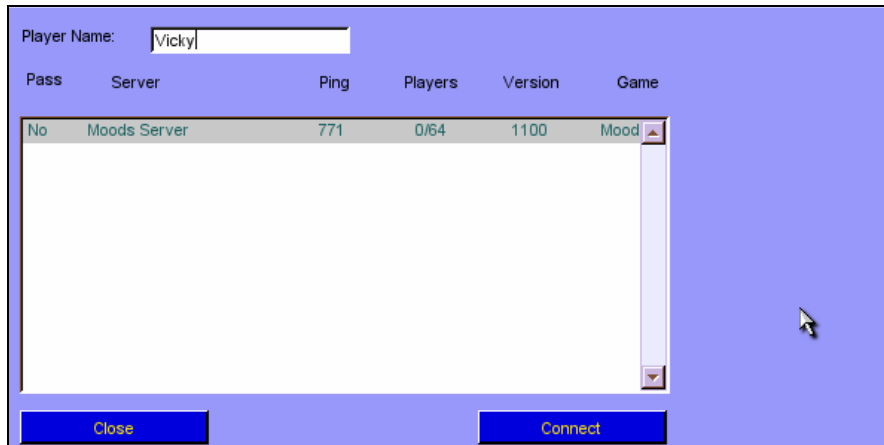 Player Name: Vicky
Pass Server Ping Players Version Game
No Moods Server 771 0/64 1100 Mood
Close Connect